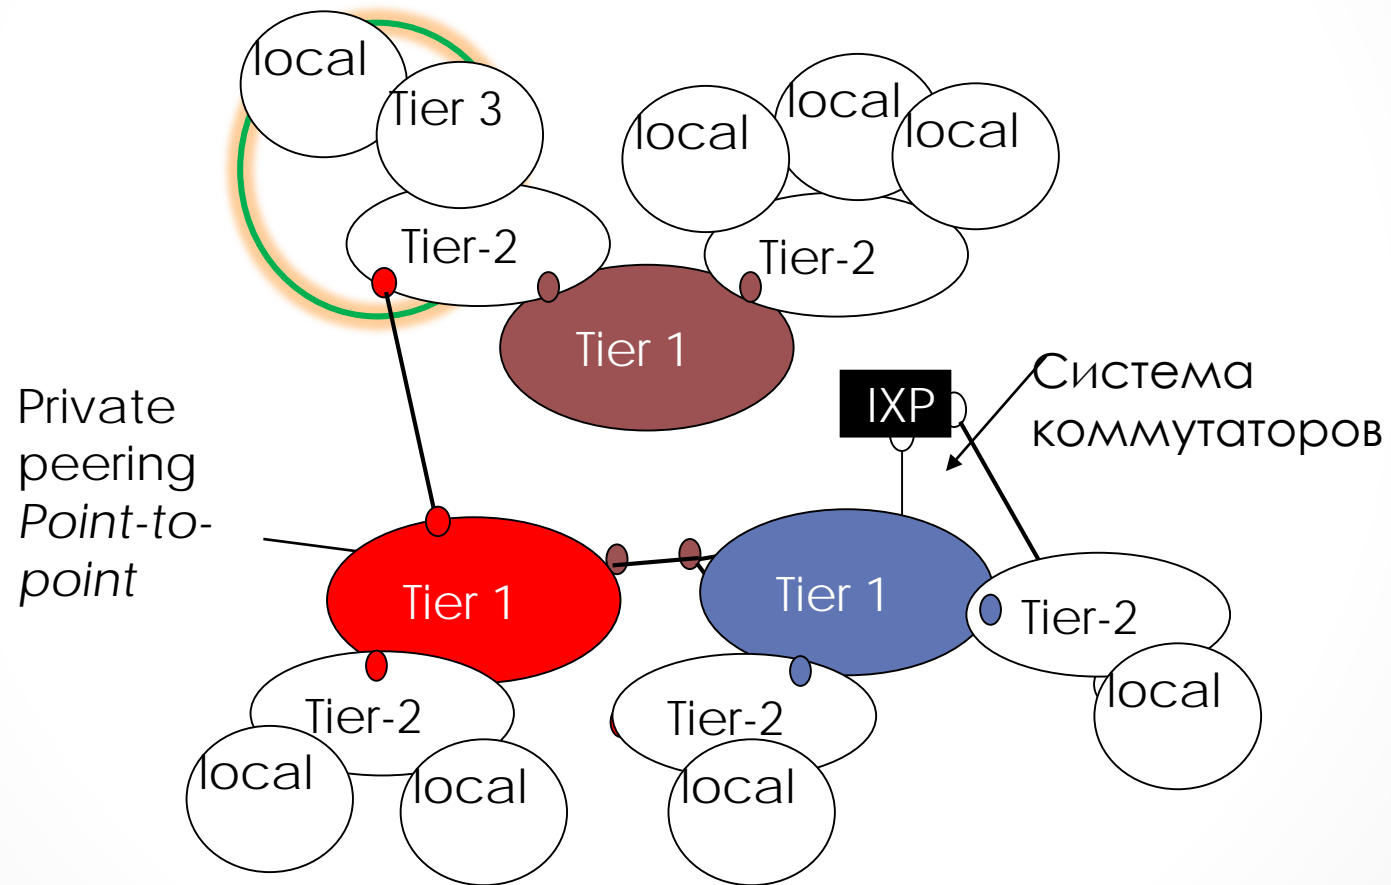 local
Tier 3
local
local
local
Tier-2
Tier-2
Tier 1
Private
peering
Point-to-
point
IXP
Система
коммутаторов
Tier 1
Tier 1
Tier-2
Tier-2
Tier-2
local
local
local
local